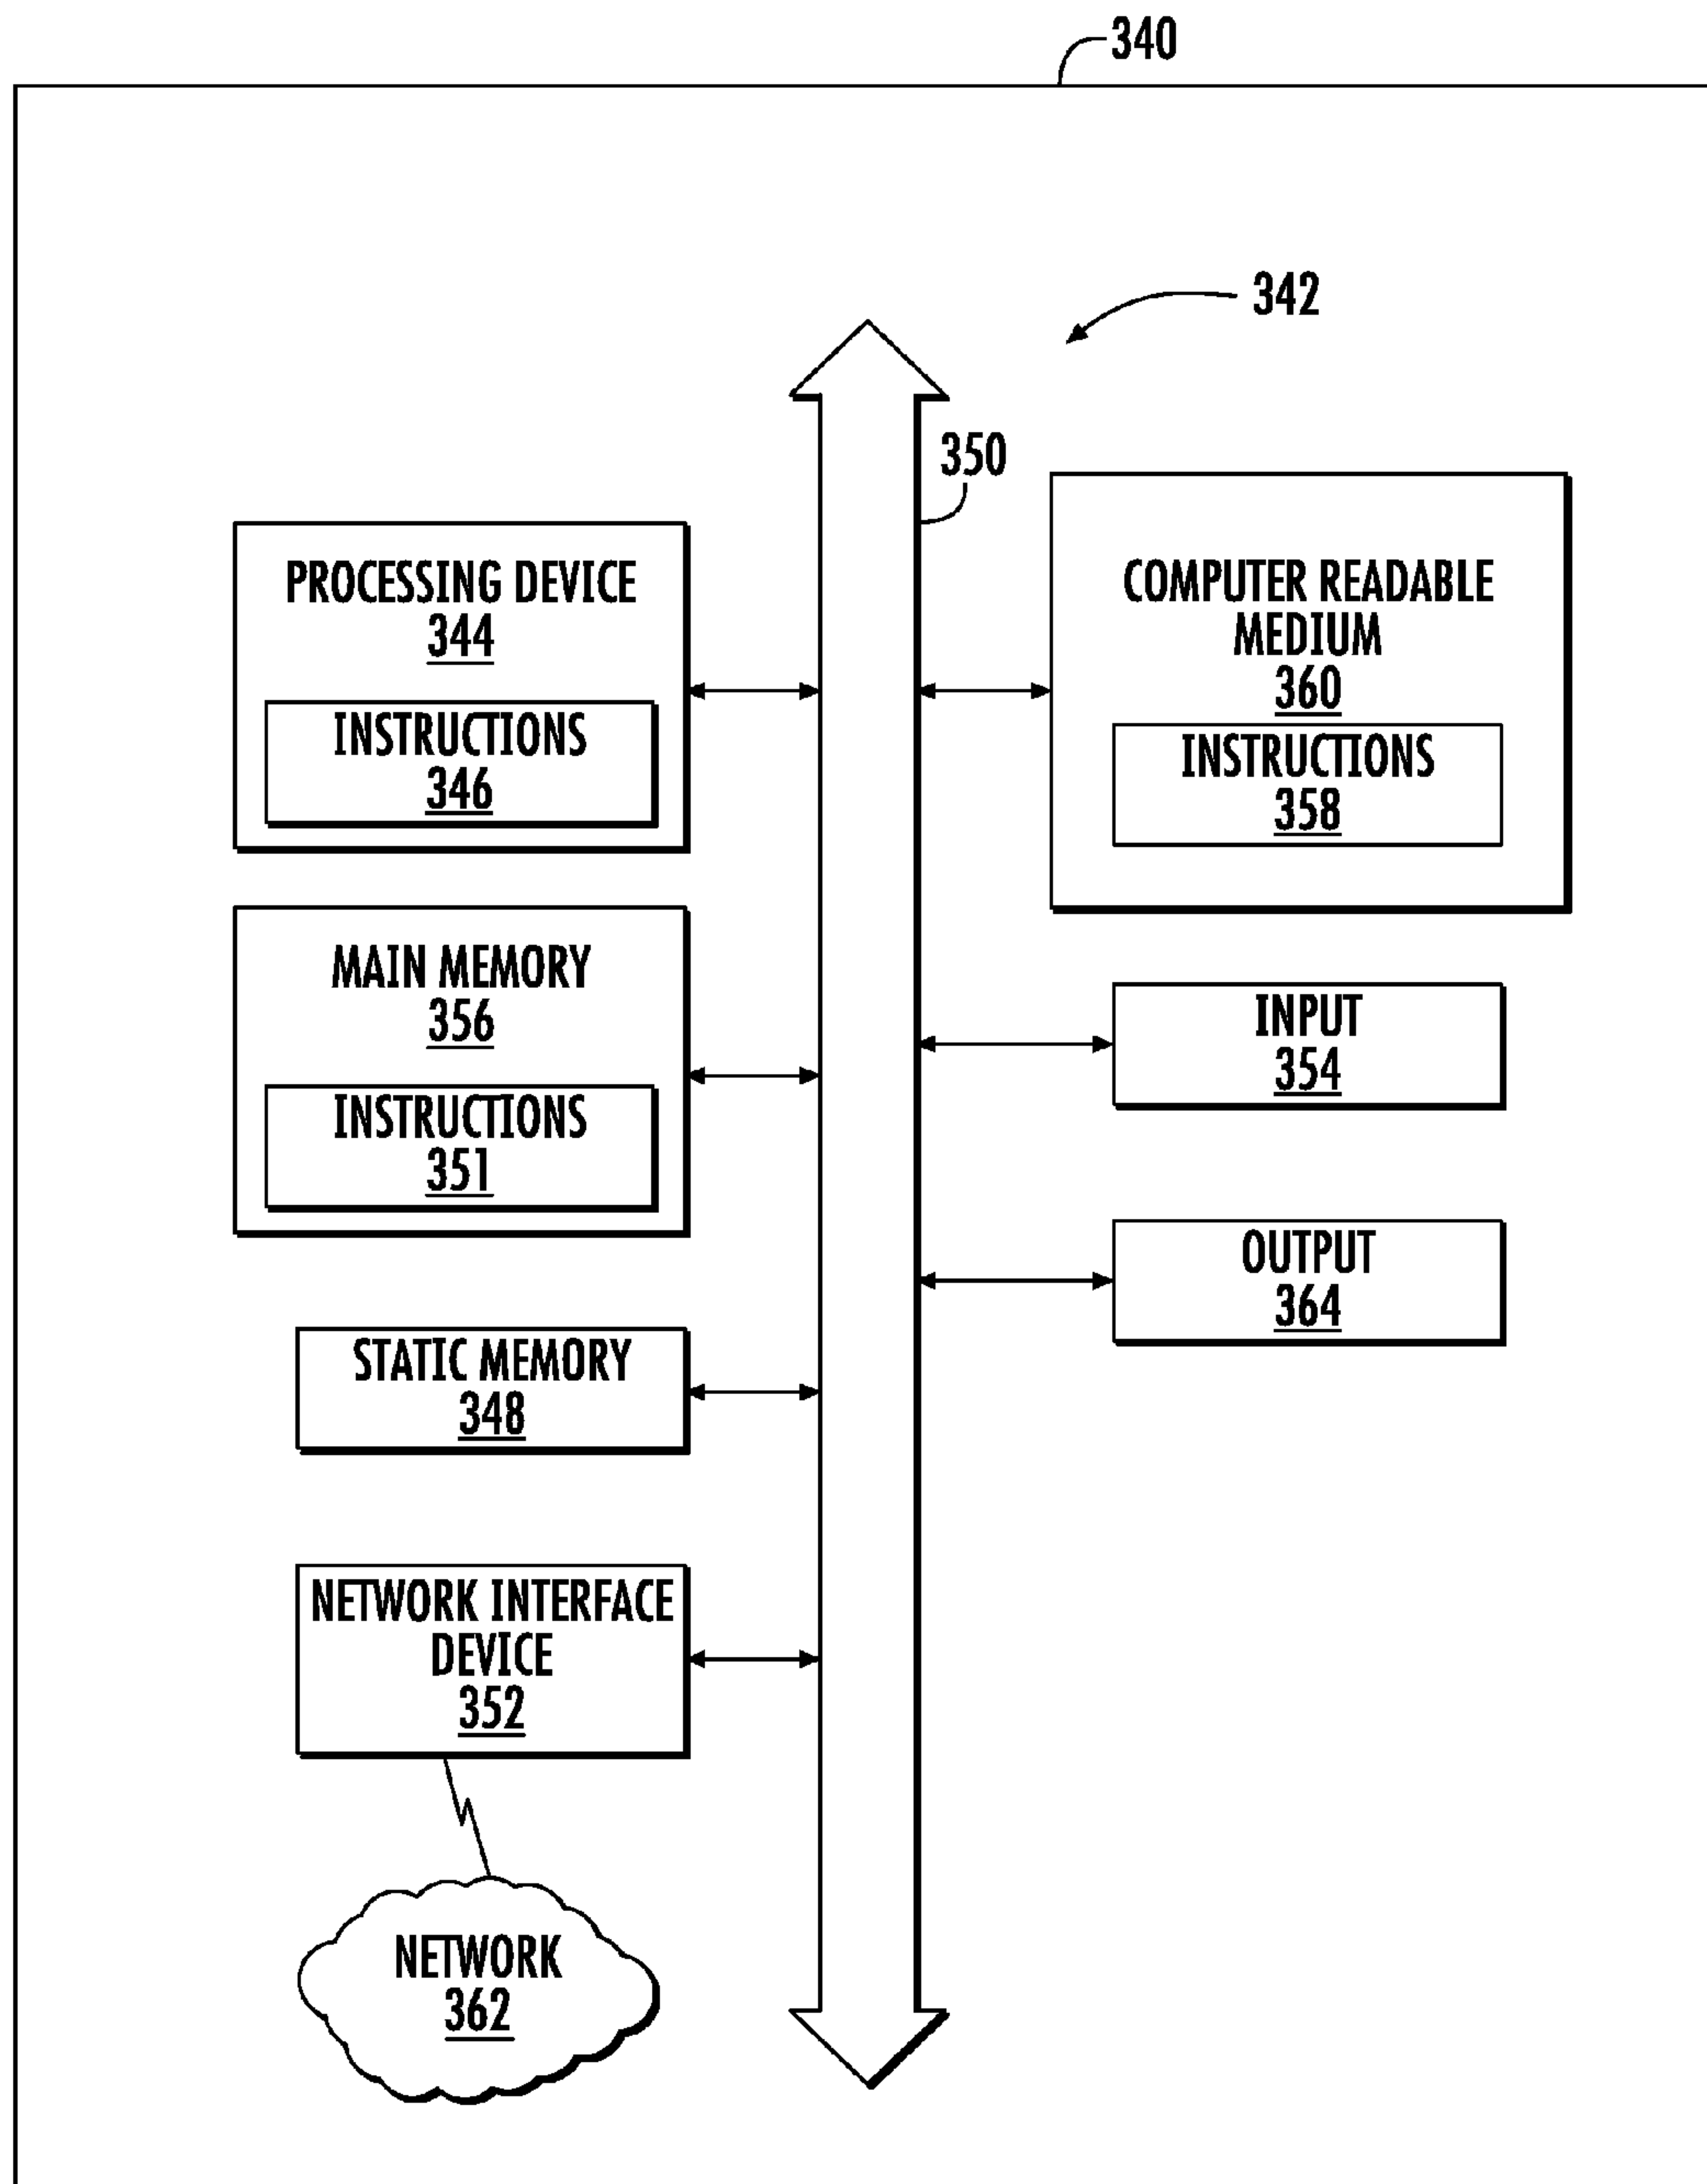 340
342
350
PROCESSING DEVICE
344
INSTRUCTIONS
346
COMPUTER READABLE
MEDIUM
360
INSTRUCTIONS
358
MAIN MEMORY
356
INSTRUCTIONS
351
INPUT
354
OUTPUT
364
STATIC MEMORY
348
NETWORK INTERFACE
DEVICE
352
NETWORK
362